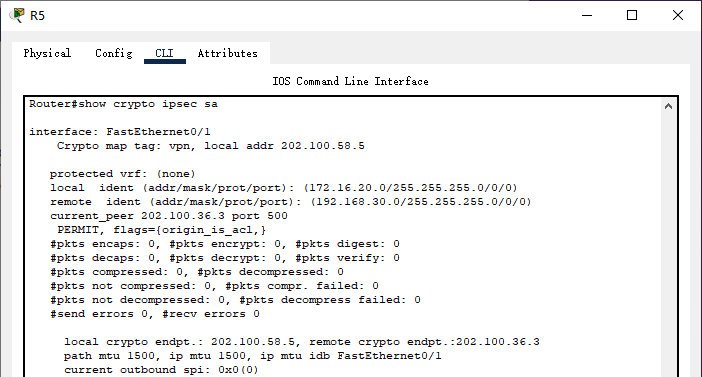 R5
Physical Config CLI Attributes
IOS Command Line Interface
Router#show crypto ipsec sa
interface: FastEthernet0/1
Crypto map tag: vpn, local addr 202.100.58.5
protected vrf: (none)
local  ident (addr/mask/prot/port): (172.16.20.0/255.255.255.0/0/0)
remote  ident (addr/mask/prot/port): (192.168.30.0/255.255.255.0/0/0)
current_peer 202.100.36.3 port 500
PERMIT, flags={origin_is_acl,}
#pkts encaps: 0, #pkts encrypt: 0, #pkts digest: 0
#pkts decaps: 0, #pkts decrypt: 0, #pkts verify: 0
#pkts compressed: 0, #pkts decompressed: 0
#pkts not compressed: 0, #pkts compr. failed: 0
#pkts not decompressed: 0, #pkts decompress failed: 0
#send errors 0, #recv errors 0
local crypto endpt.: 202.100.58.5, remote crypto endpt.:202.100.36.3
path mtu 1500, ip mtu 1500, ip mtu idb FastEthernet0/1
current outbound spi: 0x0(0)